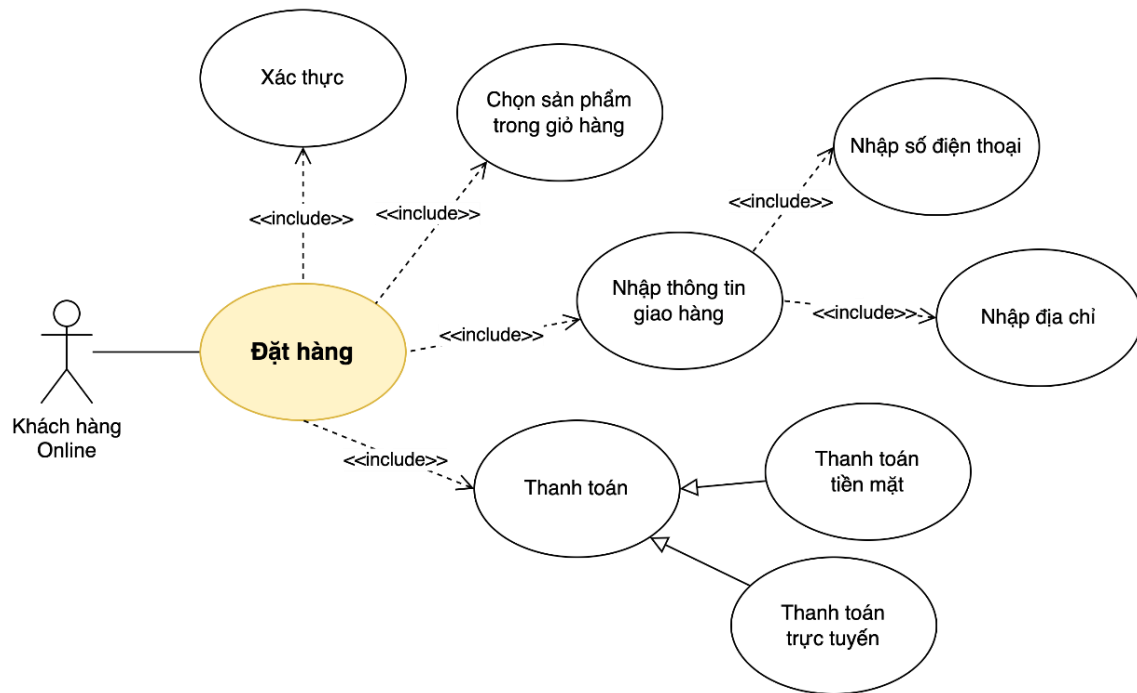 Xác thực
Chọn sản phẩm
trong giỏ hàng
Nhập số điện thoại
<<include>>
<<include>>
<<include>>
Nhập thông tin
giao hàng
<<include>>
Nhập địa chỉ
<<include>>
Đặt hàng
Khách hàng
Online
<<include>>
Thanh toán
Thanh toán
tiền mặt
Thanh toán
trực tuyến